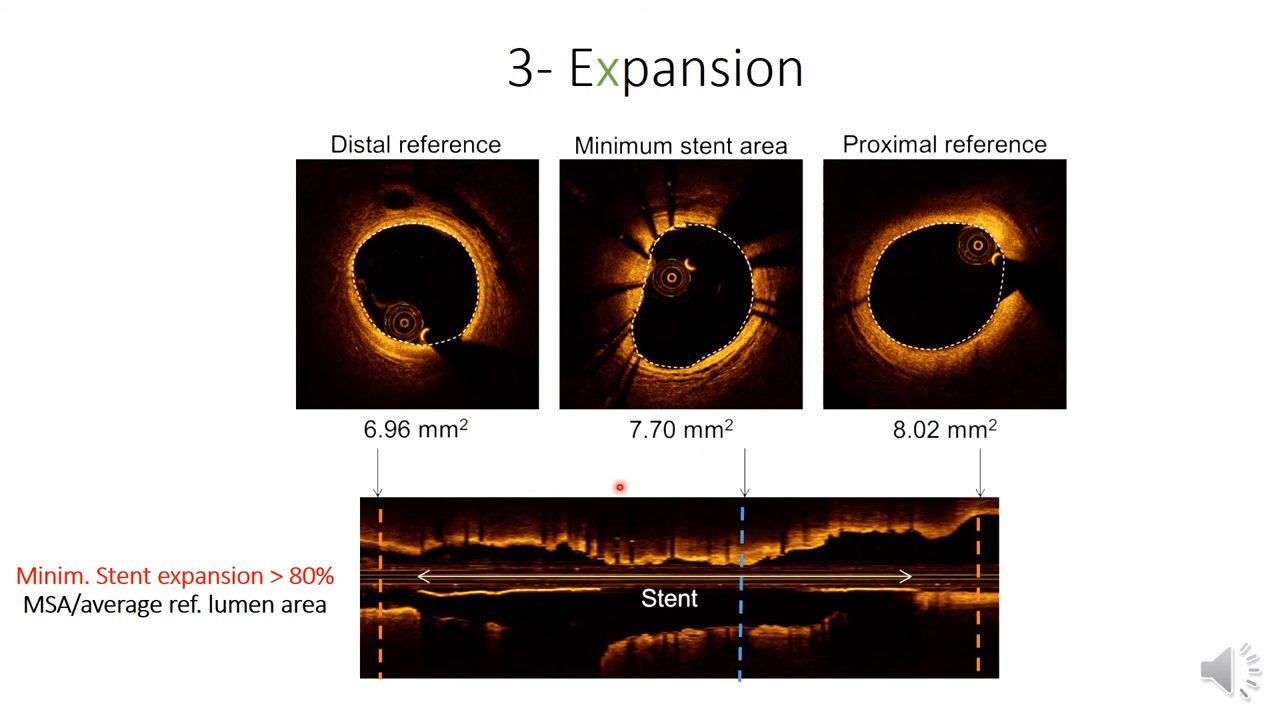 3- Expansion
Distal reference
Minimum stent area
Proximal reference
6.96 mm²
7.70 mm²
8.02 mm²
Minim. Stent expansion > 80%
MSA/average ref. lumen area
Stent